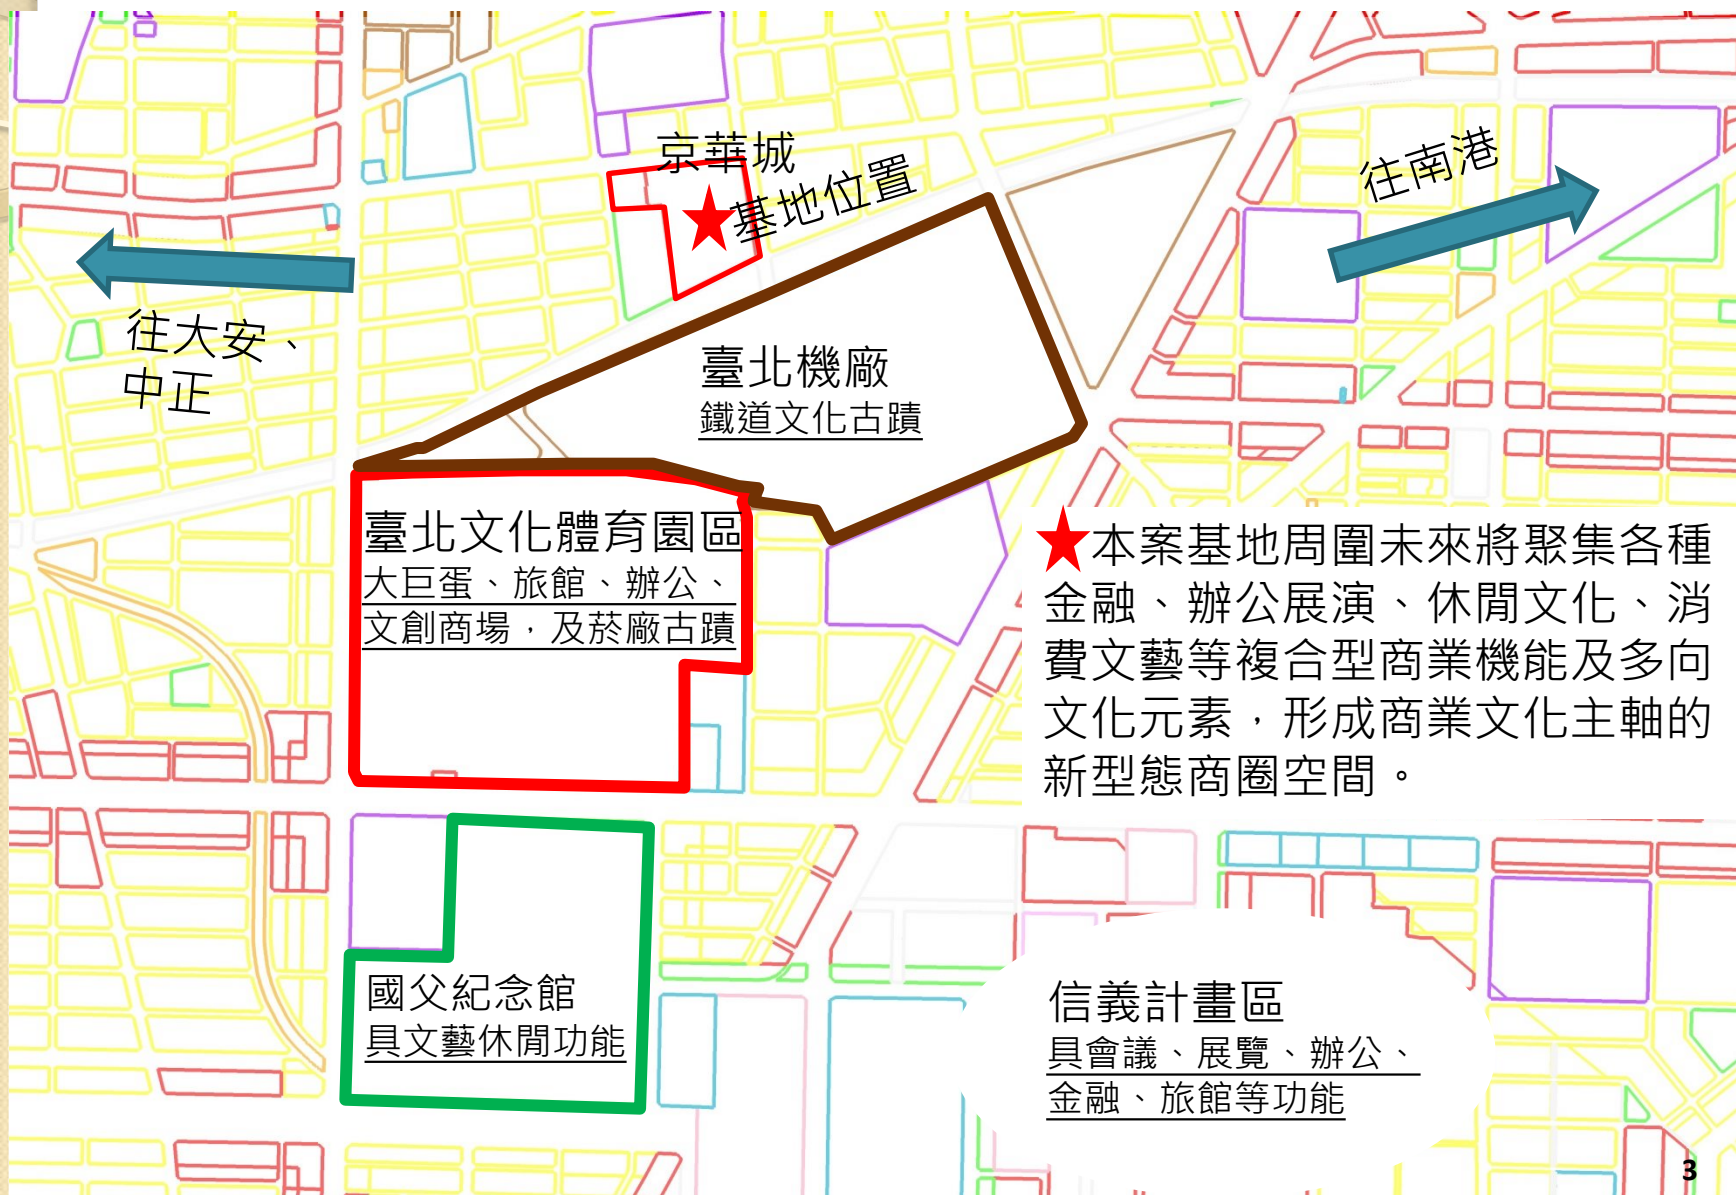 京華城
基地位置
往南港
往大安、
中正
臺北機廠
鐵道文化古蹟
臺北文化體育園區
大巨蛋、旅館、辦公、
文創商場，及菸廠古蹟
★本案基地周圍未來將聚集各種
金融、辦公展演、休閒文化、消
費文藝等複合型商業機能及多向
文化元素，形成商業文化主軸的
新型態商圈空間。
國父紀念館
具文藝休閒功能
信義計畫區
具會議、展覽、辦公、
金融、旅館等功能
3